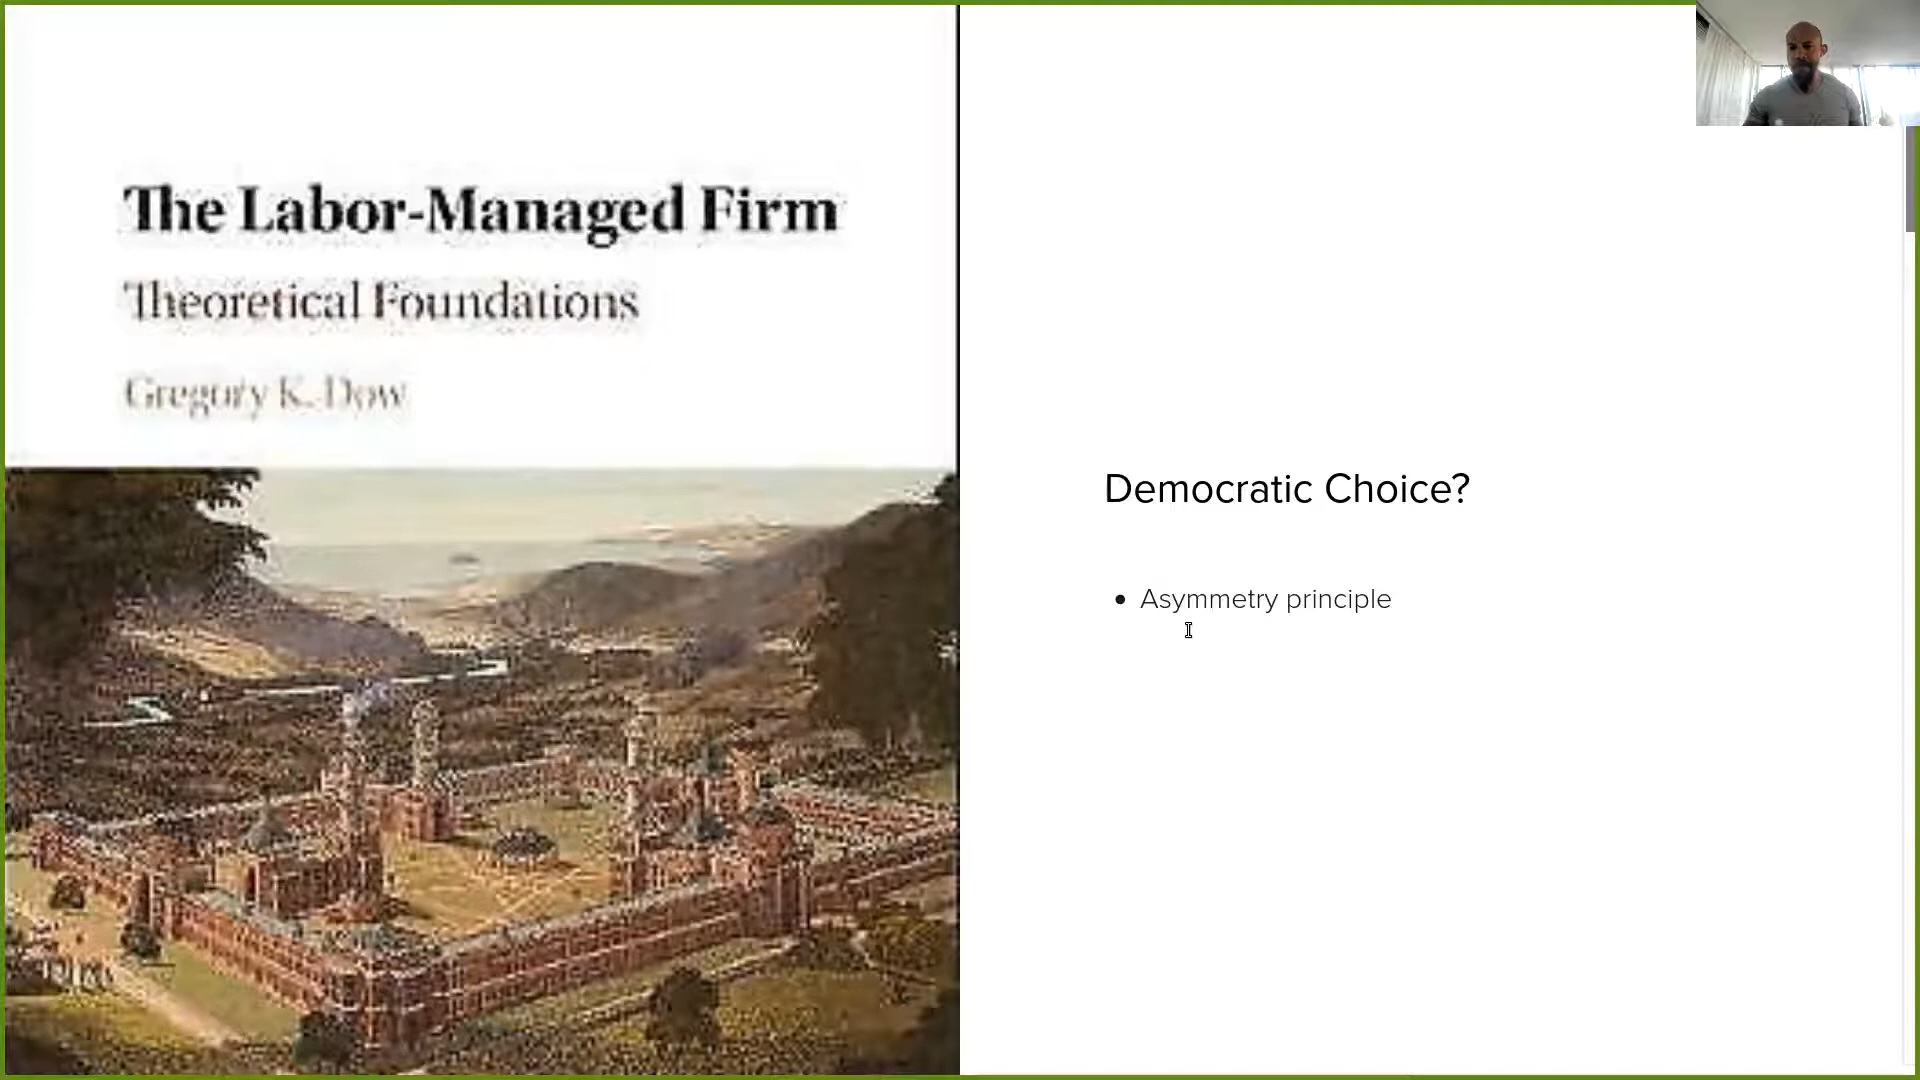 The Labor-Managed Firm
Theoretical Foundations
Gregory K. Dow
Democratic Choice?
• Asymmetry principle